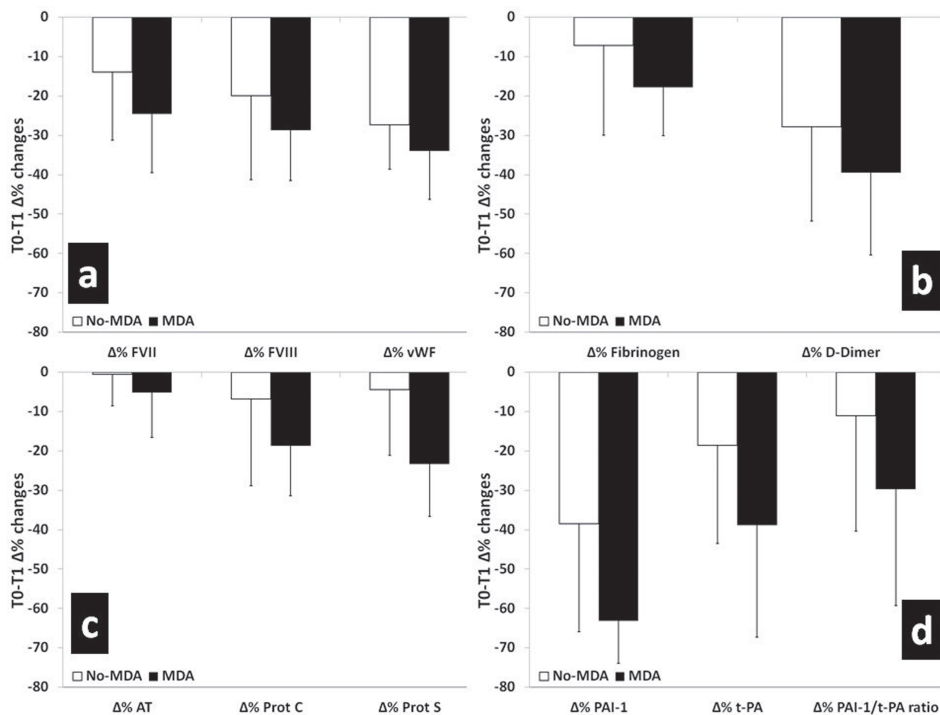 0
-10
-20
-30
-40
-50
-60
-70
-80
T0-T1 Δ% changes
a
No-MDA MDA
Δ% FVII Δ% FVIII Δ% vWF
0
-10
-20
-30
-40
-50
-60
-70
-80
T0-T1 Δ% changes
b
No-MDA MDA
Δ% Fibrinogen Δ% D-Dimer
0
-10
-20
-30
-40
-50
-60
-70
-80
T0-T1 Δ% changes
c
No-MDA MDA
Δ% AT Δ% Prot C Δ% Prot S
0
-10
-20
-30
-40
-50
-60
-70
-80
T0-T1 Δ% changes
d
No-MDA MDA
Δ% PAI-1 Δ% t-PA Δ% PAI-1/t-PA ratio